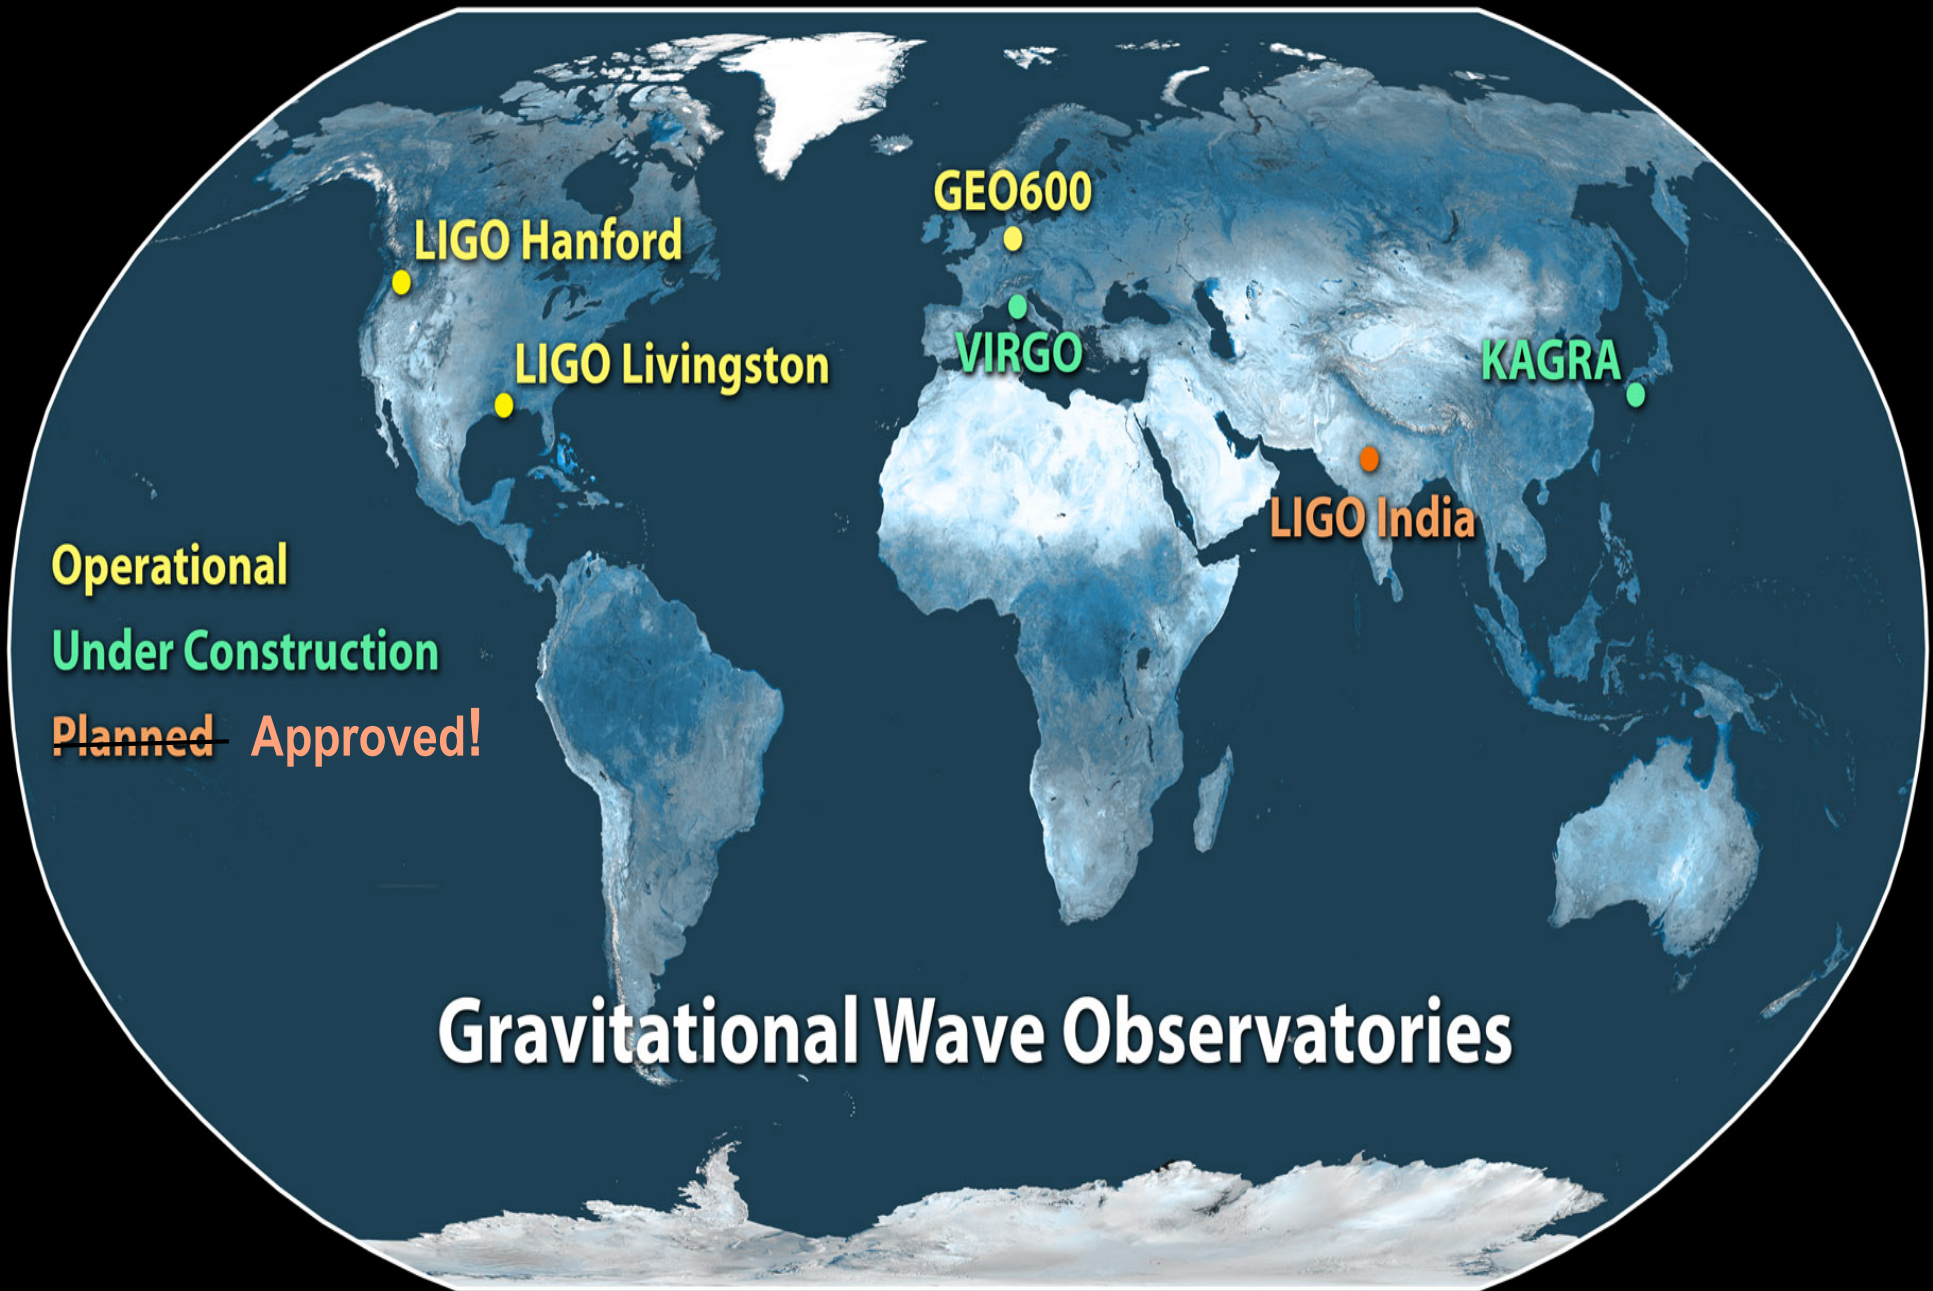 GEO600
LIGO Hanford
LIGO Livingston
VIRGO
KAGRA
LIGO India
Operational
Under Construction
Planned Approved!
Gravitational Wave Observatories